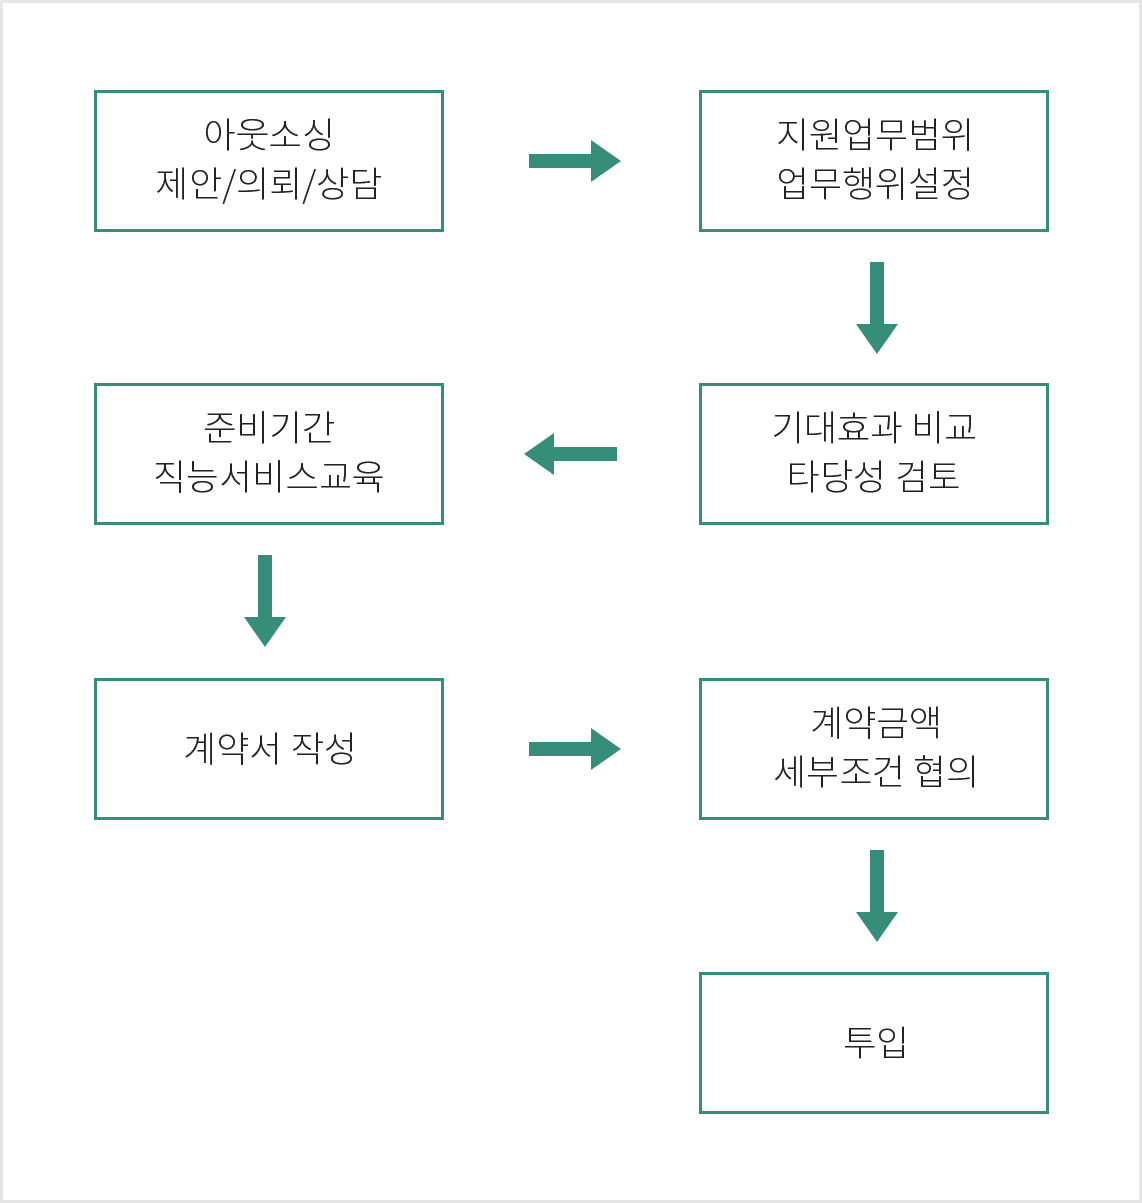 아웃소싱
제안/의뢰/상담
지원업무범위
업무행위설정
기대효과 비교
타당성 검토
준비기간
직능서비스교육
계약서 작성
계약금액
세부조건 협의
투입